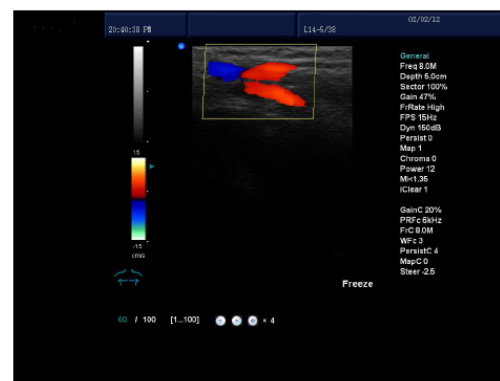 02/02/12
20:40:38 PM
L14-5/38
General
Freq 8.0M
Depth 5.0cm
Sector 100%
Gain 47%
FrRate High
FPS 15Hz
Dyn 150dB
Persist 0
Map 1
Chroma 0
Power 12
MI<1.35
iClear 1
15
-15
cm/s
GainC 20%
PRFc 6kHz
FrC 8.0M
WFc 3
PersistC 4
MapC 0
Steer -25
Freeze
60 / 100 [1...100] × 4